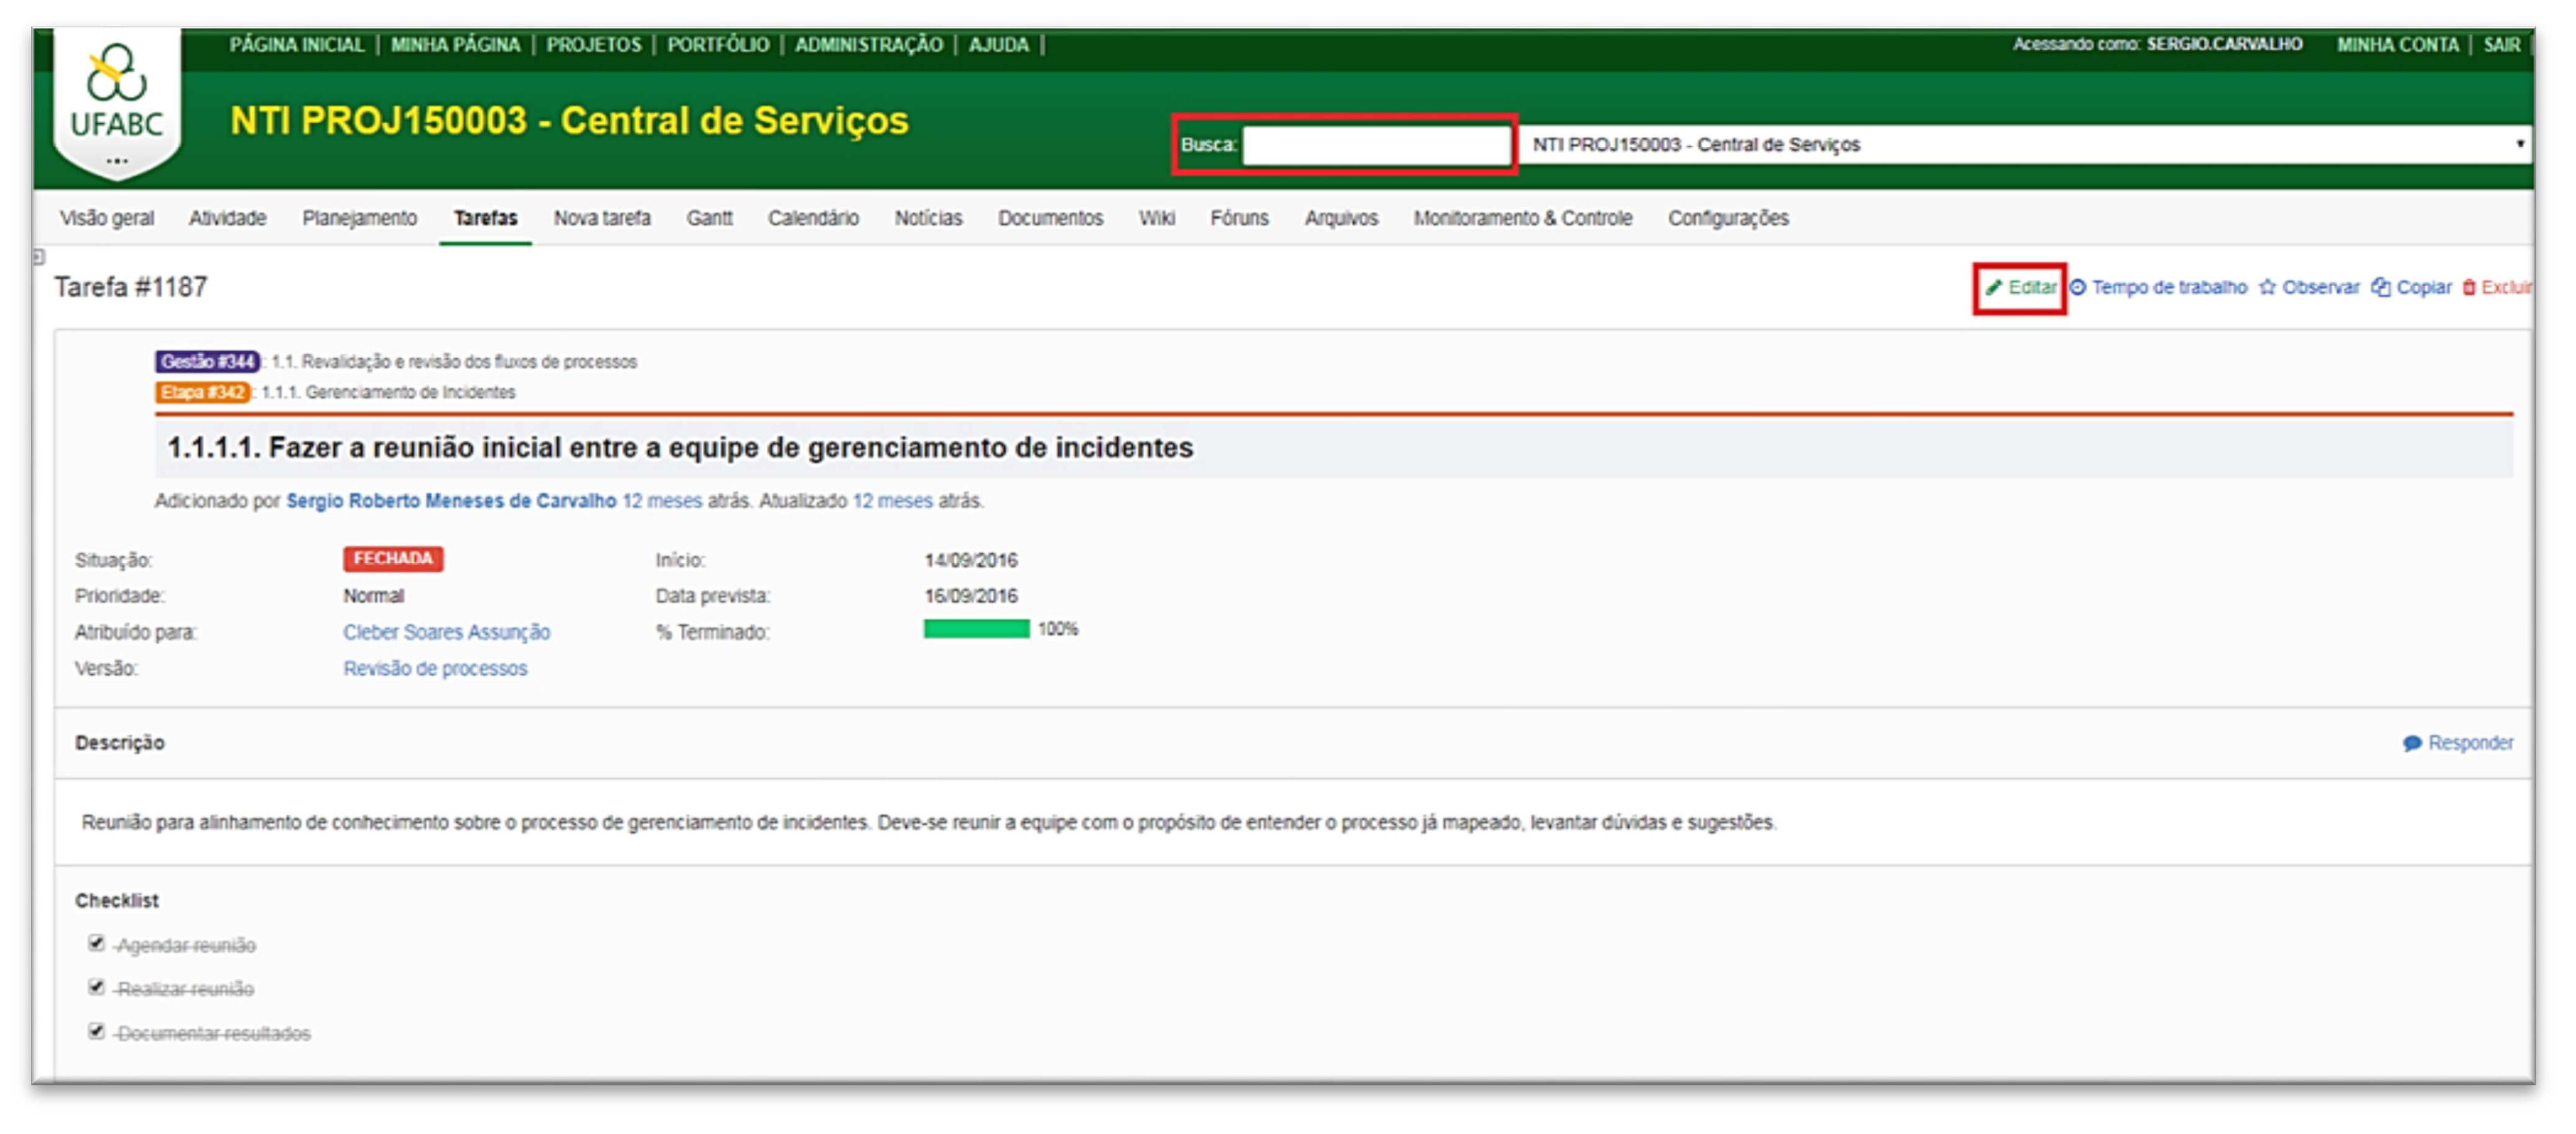 PÁGINA INICIAL | MINHA PÁGINA | PROJETOS | PORTFÓLIO | ADMINISTRAÇÃO | AJUDA |
Acessando como: SERGIO.CARVALHO MINHA CONTA | SAIR
UFABC
...
NTI PROJ150003 - Central de Serviços
Busca: NTI PROJ150003 - Central de Serviços
Visão geral Atividade Planejamento Tarefas Nova tarefa Gantt Calendário Notícias Documentos Wiki Fóruns Arquivos Monitoramento & Controle Configurações
Tarefa #1187
Editar Tempo de trabalho Observar Copiar Excluir
Gestão #344 : 1.1. Revalidação e revisão dos fluxos de processos
Etapa #342 : 1.1.1. Gerenciamento de Incidentes
1.1.1.1. Fazer a reunião inicial entre a equipe de gerenciamento de incidentes
Adicionado por Sergio Roberto Meneses de Carvalho 12 meses atrás. Atualizado 12 meses atrás.
Situação: FECHADA Início: 14/09/2016
Prioridade: Normal Data prevista: 16/09/2016
Atribuído para: Cleber Soares Assunção % Terminado: 100%
Versão: Revisão de processos
Descrição Responder
Reunião para alinhamento de conhecimento sobre o processo de gerenciamento de incidentes. Deve-se reunir a equipe com o propósito de entender o processo já mapeado, levantar dúvidas e sugestões.
Checklist
Agendar reunião
Realizar reunião
Documentar resultados